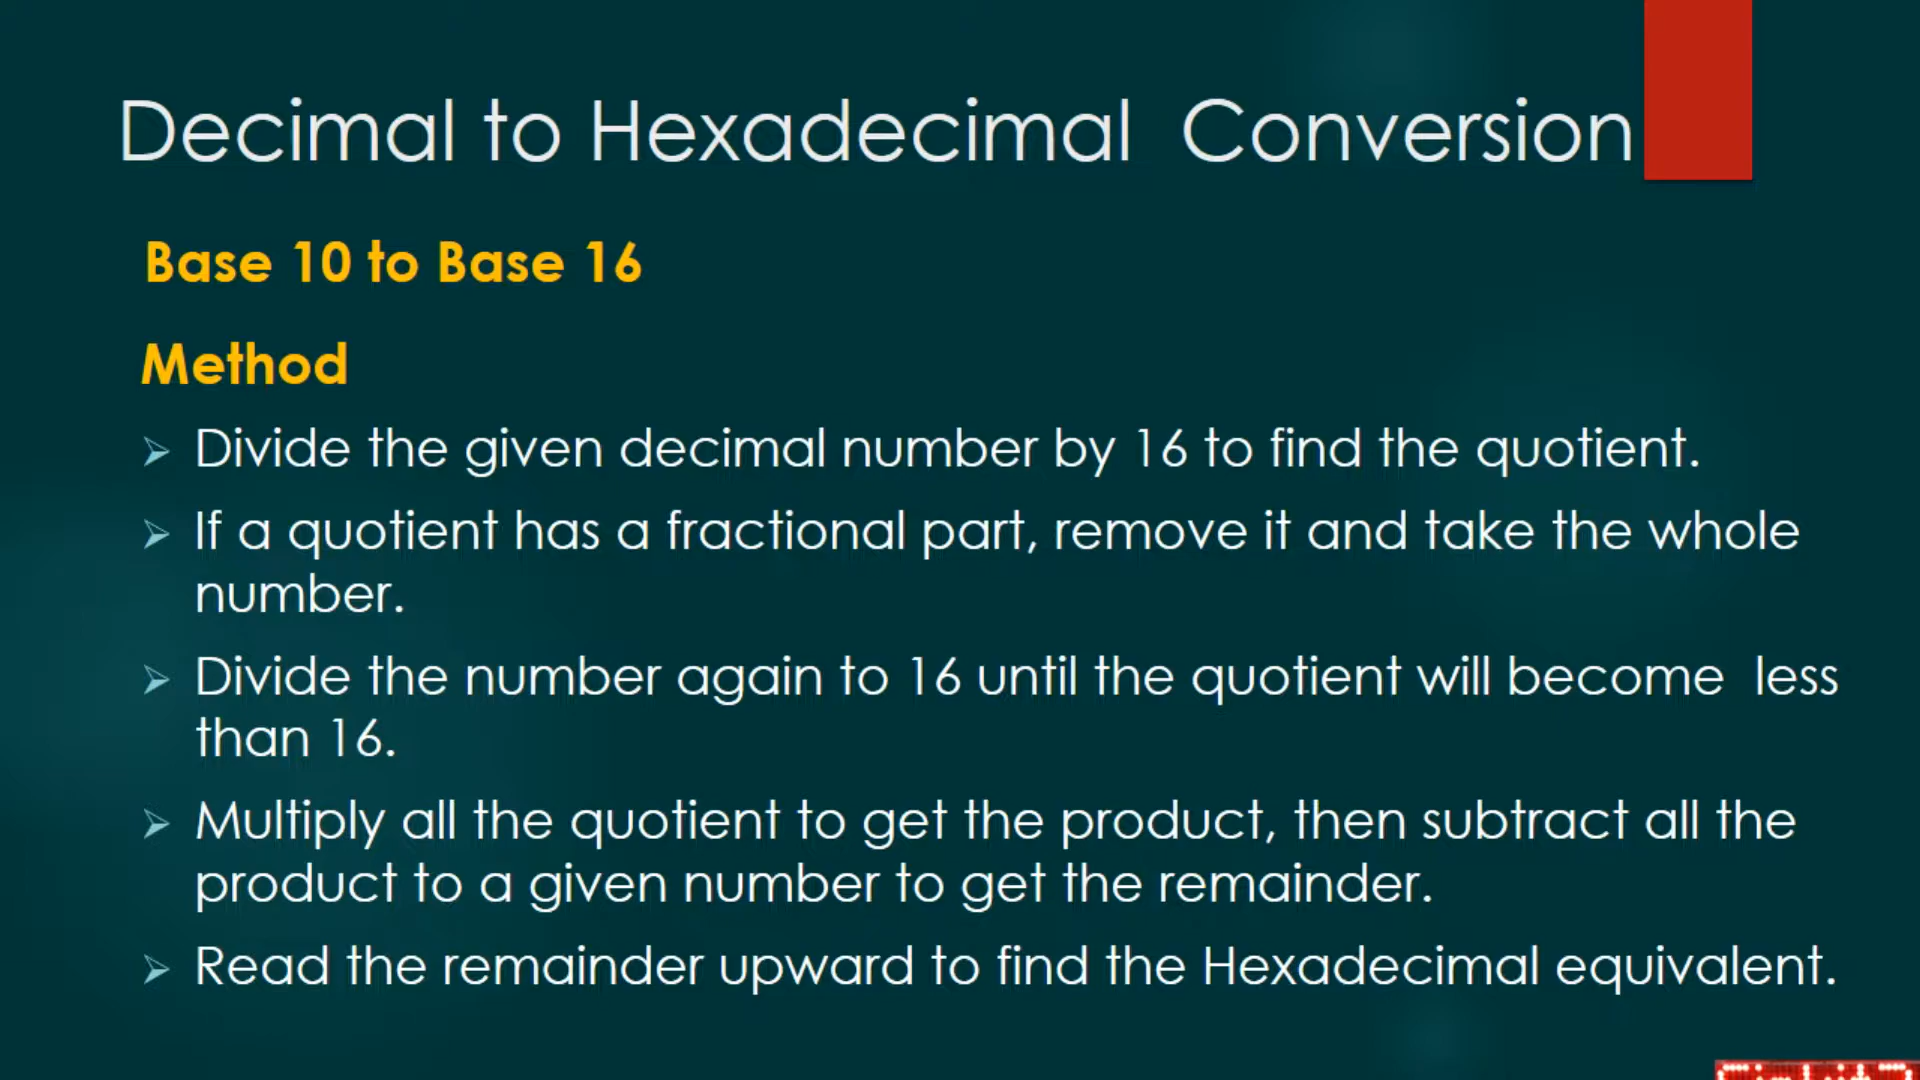 Decimal to Hexadecimal Conversion
Base 10 to Base 16
Method
Divide the given decimal number by 16 to find the quotient.
If a quotient has a fractional part, remove it and take the whole
number.
Divide the number again to 16 until the quotient will become less
than 16.
Multiply all the quotient to get the product, then subtract all the
product to a given number to get the remainder.
Read the remainder upward to find the Hexadecimal equivalent.